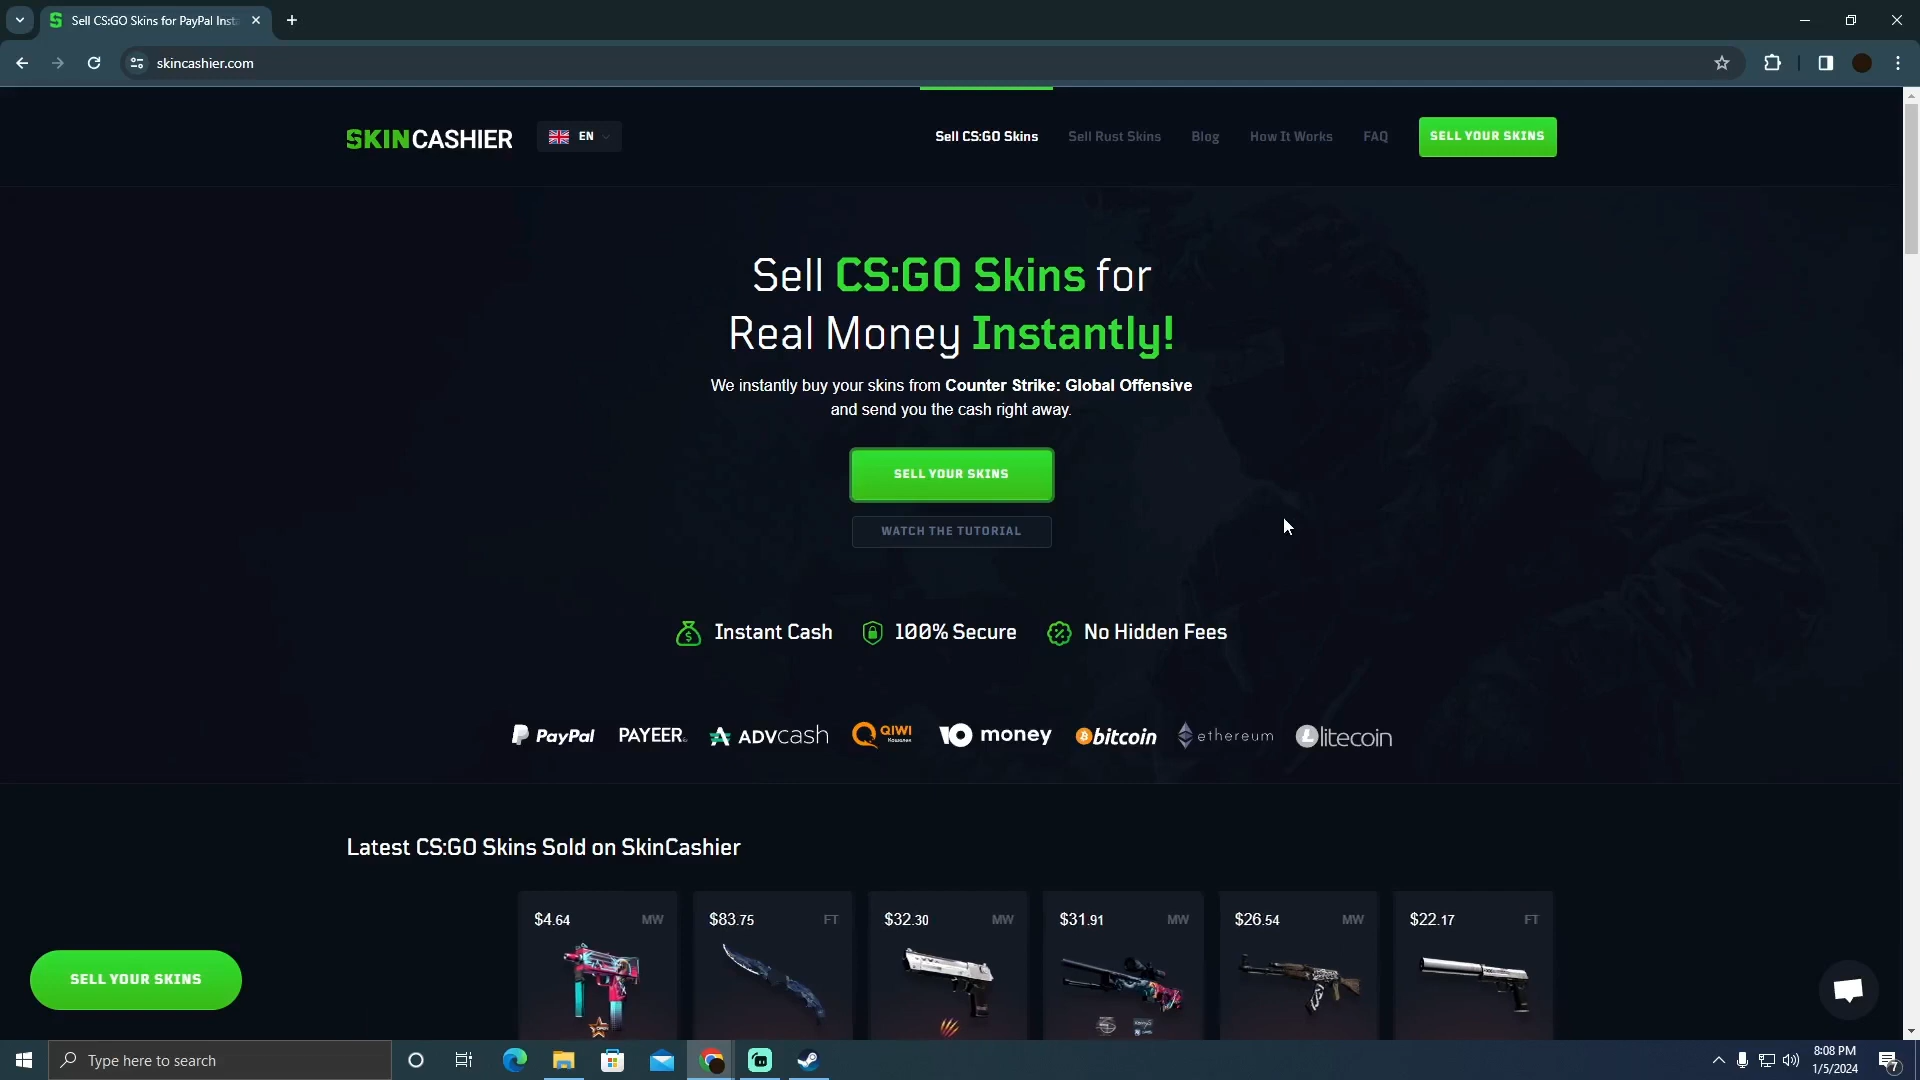 Sell CS:GO Skins for PayPal Inst
skincashier.com
SKINCASHIER
EN
Sell CS:GO Skins
Sell Rust Skins
Blog
How It Works
FAQ
SELL YOUR SKINS
Sell CS:GO Skins for
Real Money Instantly!
We instantly buy your skins from Counter Strike: Global Offensive
and send you the cash right away.
SELL YOUR SKINS
WATCH THE TUTORIAL
Instant Cash
100% Secure
No Hidden Fees
PayPal
PAYEER
ADVcash
QIWI
Кошелек
money
bitcoin
ethereum
litecoin
Latest CS:GO Skins Sold on SkinCashier
$4.64 MW
$83.75 FT
$32.30 MW
$31.91 MW
$26.54 MW
$22.17 FT
SELL YOUR SKINS
Type here to search
8:08 PM
1/5/2024
7